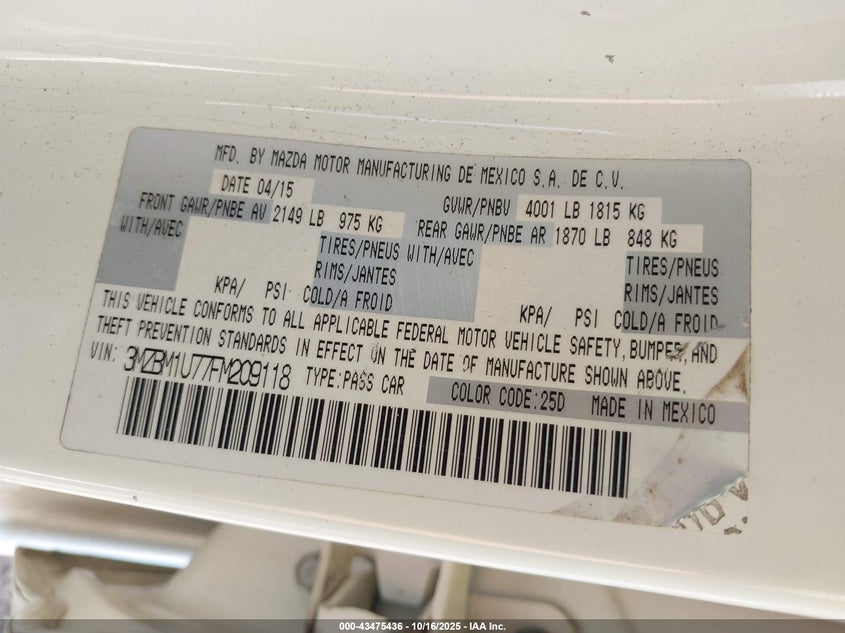 MFD. BY MAZDA MOTOR MANUFACTURING DE MEXICO S.A. DE C.V.
DATE 04/15 GVWR/PNBV 4001 LB 1815 KG
FRONT GAWR/PNBE AV 2149 LB 975 KG REAR GAWR/PNBE AR 1870 LB 848 KG
WITH/AVEC TIRES/PNEUS WITH/AVEC TIRES/PNEUS
RIMS/JANTES RIMS/JANTES
KPA/ PSI COLD/A FROID KPA/ PSI COLD/A FROID
THIS VEHICLE CONFORMS TO ALL APPLICABLE FEDERAL MOTOR VEHICLE SAFETY, BUMPER, AND
THEFT PREVENTION STANDARDS IN EFFECT ON THE DATE OF MANUFACTURE SHOWN ABOVE.
VIN: 3MZBM1U77FM209118 TYPE:PASS CAR COLOR CODE:25D MADE IN MEXICO
000-43475436 - 10/16/2025 - IAA Inc.